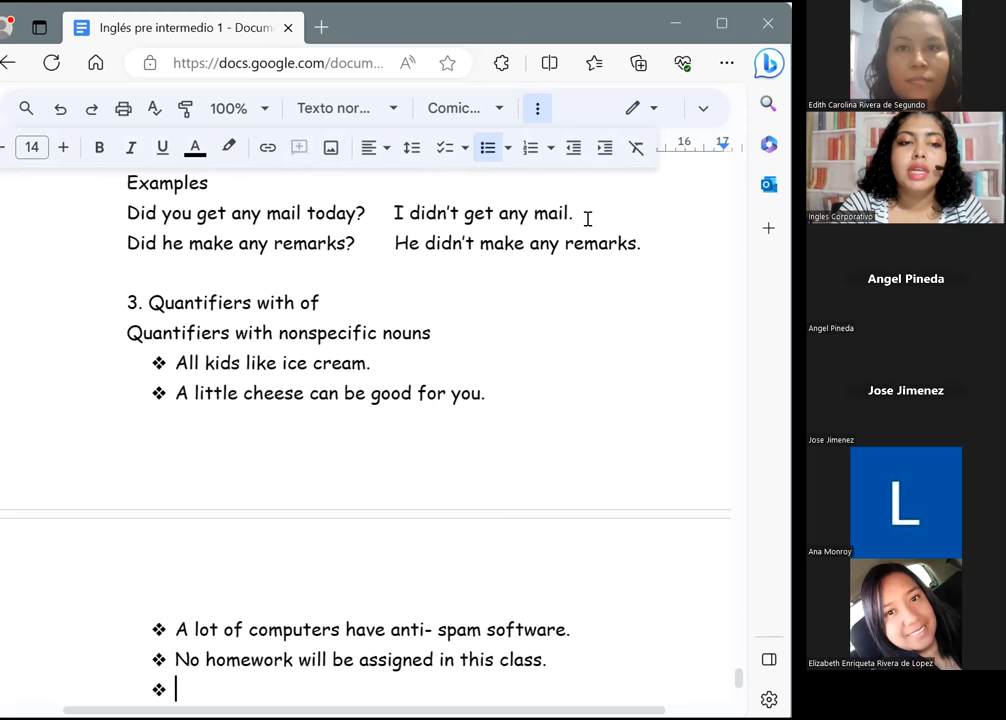 Inglés pre intermedio 1 - Docum
https://docs.google.com/docum...
100%
Texto nor...
Comic...
14
B
I
U
A
16
17
Examples
Did you get any mail today? I didn't get any mail.
Did he make any remarks? He didn't make any remarks.
3. Quantifiers with of
Quantifiers with nonspecific nouns
❖ All kids like ice cream.
❖ A little cheese can be good for you.
❖ A lot of computers have anti- spam software.
❖ No homework will be assigned in this class.
❖
Edith Carolina Rivera de Segundo
Ingles Corporativo
Angel Pineda
Angel Pineda
Jose Jimenez
Jose Jimenez
L
Ana Monroy
Elizabeth Enriqueta Rivera de Lopez